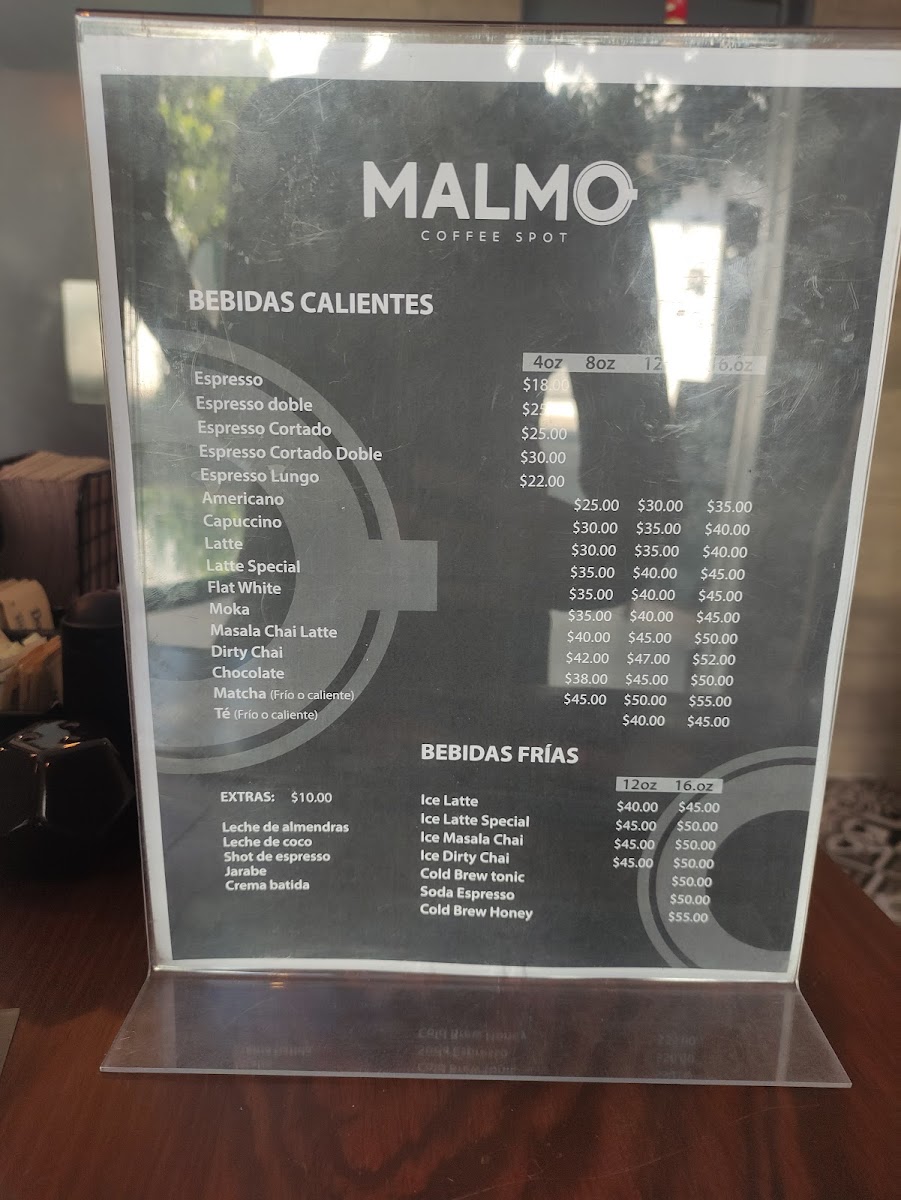 MALMO
COFFEE SPOT
BEBIDAS CALIENTES
4oz 8oz 12 6.oz
Espresso $18.00
Espresso doble $25
Espresso Cortado $25.00
Espresso Cortado Doble $30.00
Espresso Lungo $22.00
Americano $25.00 $30.00 $35.00
Capuccino $30.00 $35.00 $40.00
Latte $30.00 $35.00 $40.00
Latte Special $35.00 $40.00 $45.00
Flat White $35.00 $40.00 $45.00
Moka $35.00 $40.00 $45.00
Masala Chai Latte $40.00 $45.00 $50.00
Dirty Chai $42.00 $47.00 $52.00
Chocolate $38.00 $45.00 $50.00
Matcha (Frío o caliente) $45.00 $50.00 $55.00
Té (Frío o caliente) $40.00 $45.00
EXTRAS: $10.00
Leche de almendras
Leche de coco
Shot de espresso
Jarabe
Crema batida
BEBIDAS FRÍAS
12oz 16.oz
Ice Latte $40.00 $45.00
Ice Latte Special $45.00 $50.00
Ice Masala Chai $45.00 $50.00
Ice Dirty Chai $45.00 $50.00
Cold Brew tonic $50.00
Soda Espresso $50.00
Cold Brew Honey $55.00